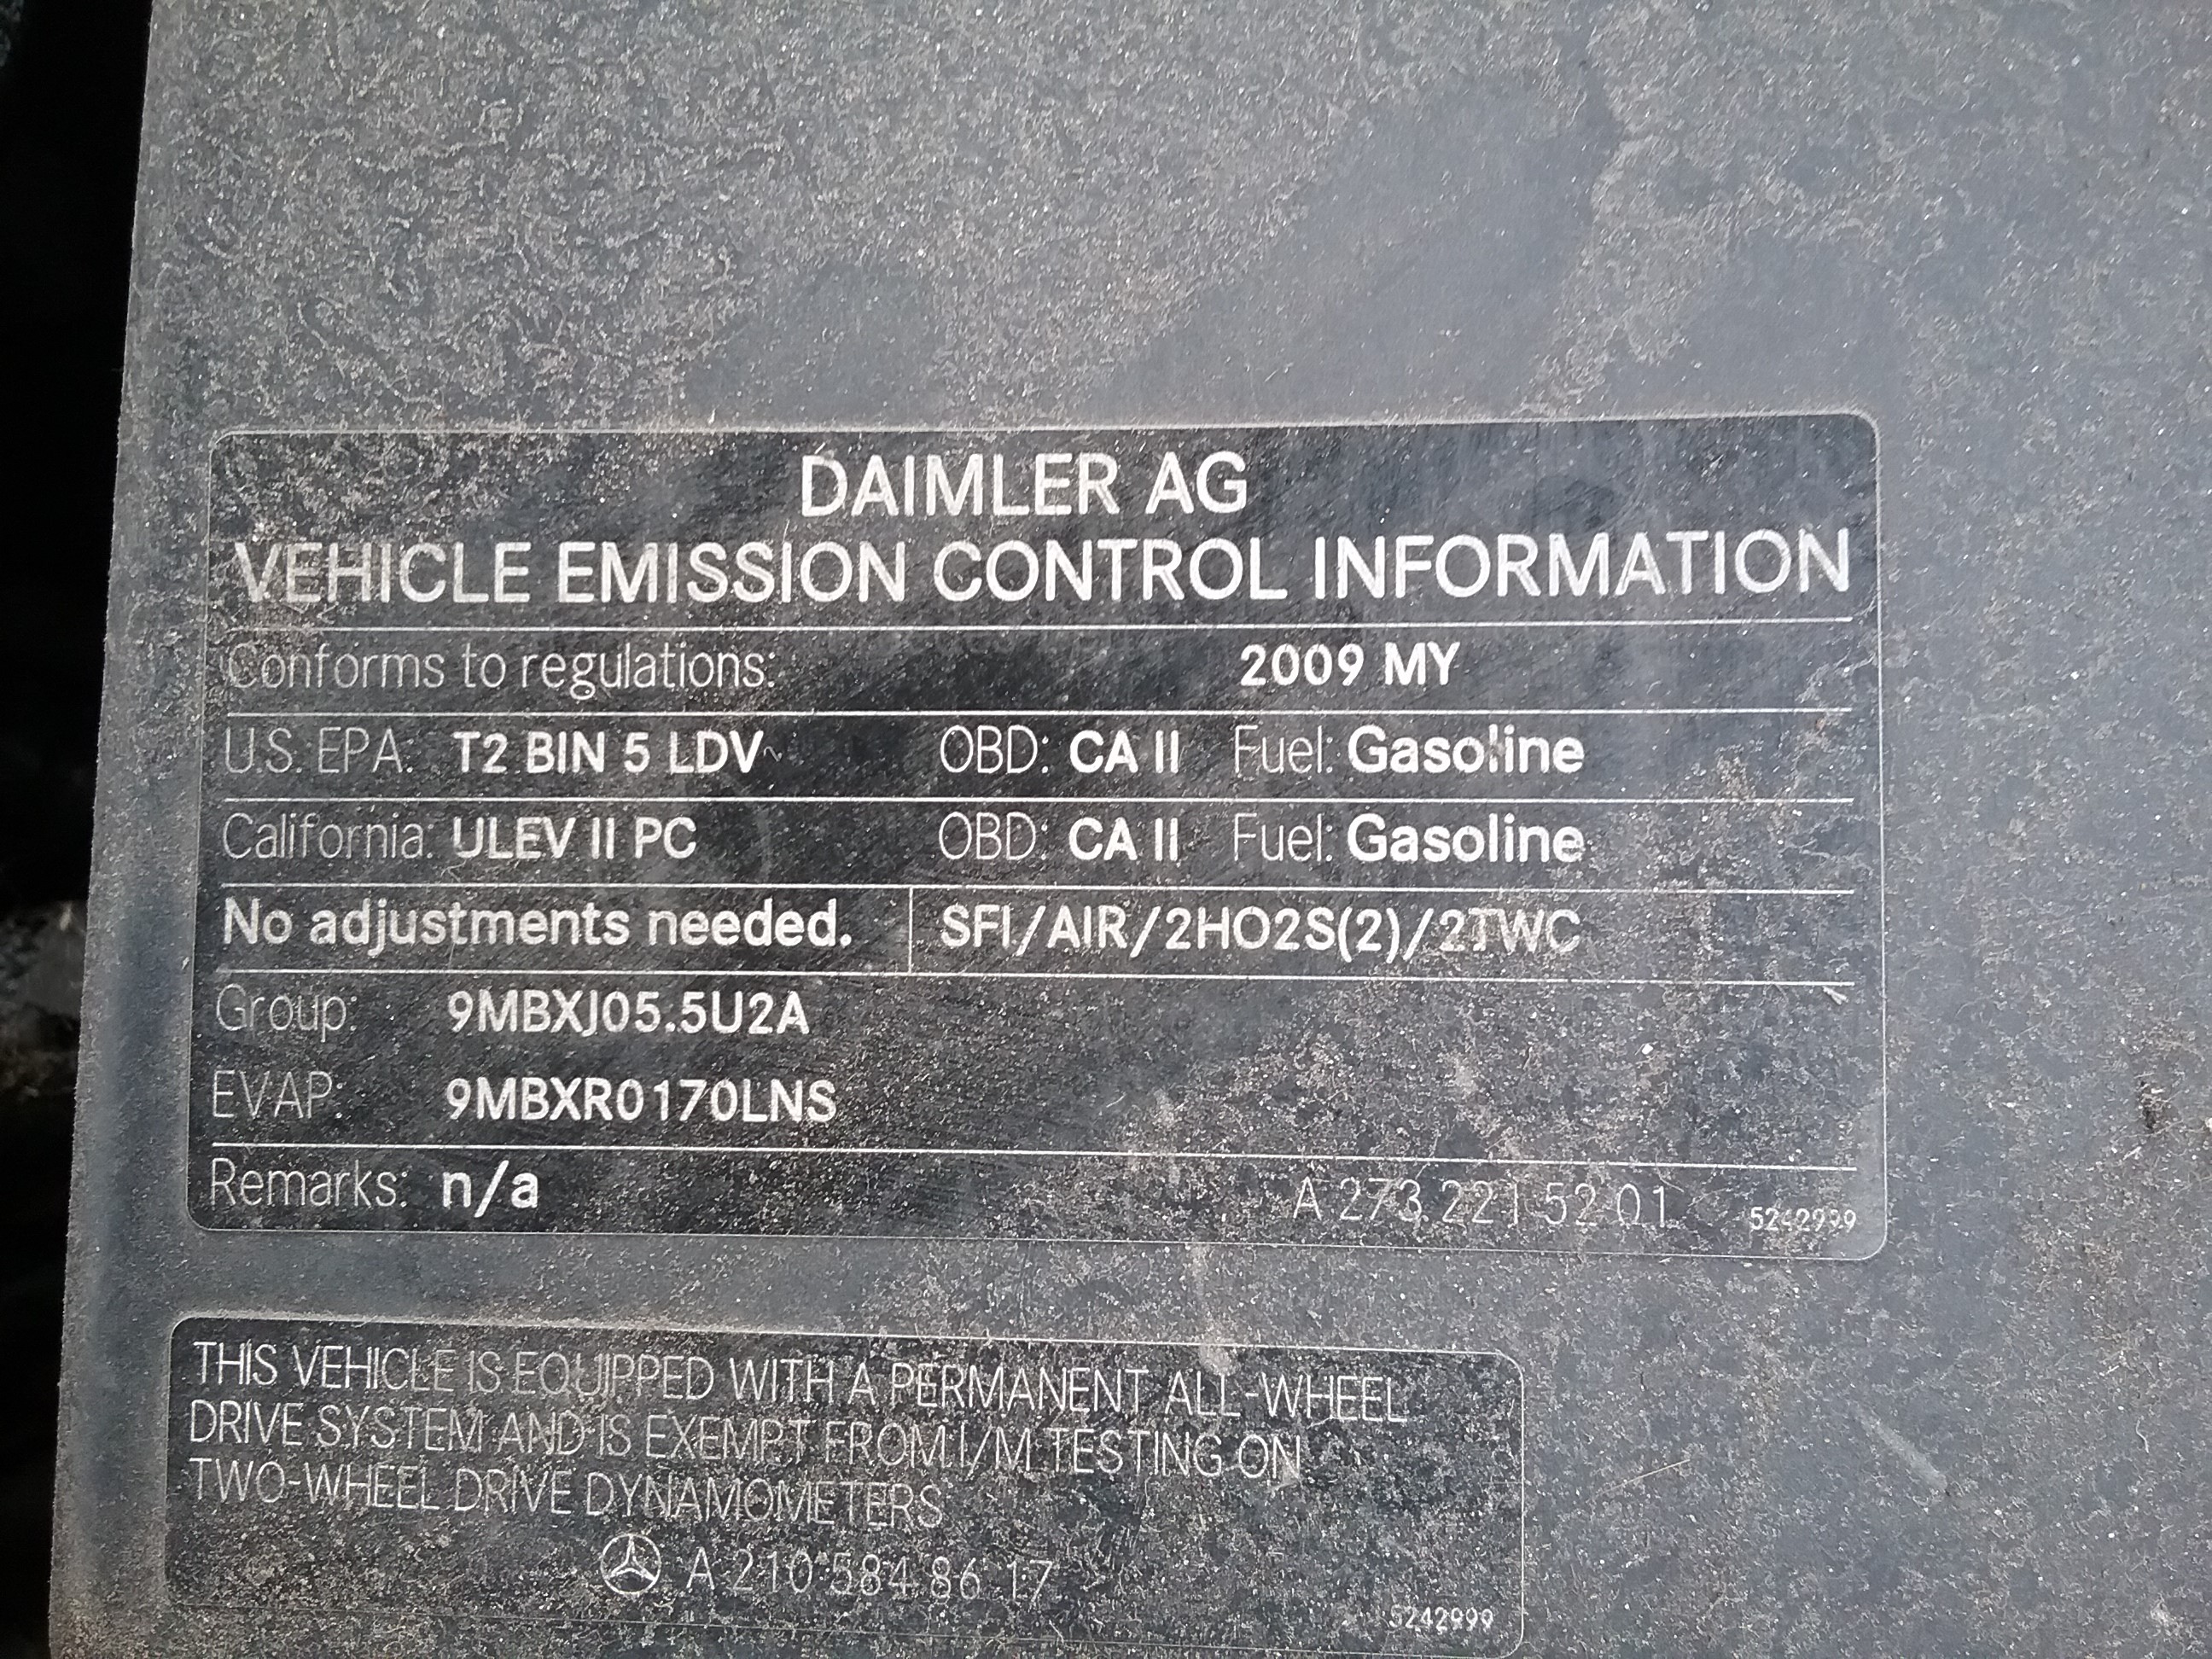 DAIMLER AG
VEHICLE EMISSION CONTROL INFORMATION
Conforms to regulations: 2009 MY
U.S. EPA: T2 BIN 5 LDV OBD: CA II Fuel: Gasoline
California: ULEV II PC OBD: CA II Fuel: Gasoline
No adjustments needed. SFI/AIR/2HO2S(2)/2TWC
Group: 9MBXJ05.5U2A
EVAP: 9MBXR0170LNS
Remarks: n/a A 273 221 52 01 5242999
THIS VEHICLE IS EQUIPPED WITH A PERMANENT ALL-WHEEL
DRIVE SYSTEM AND IS EXEMPT FROM I/M TESTING ON
TWO-WHEEL DRIVE DYNAMOMETERS
A 210 584 86 17
5242999